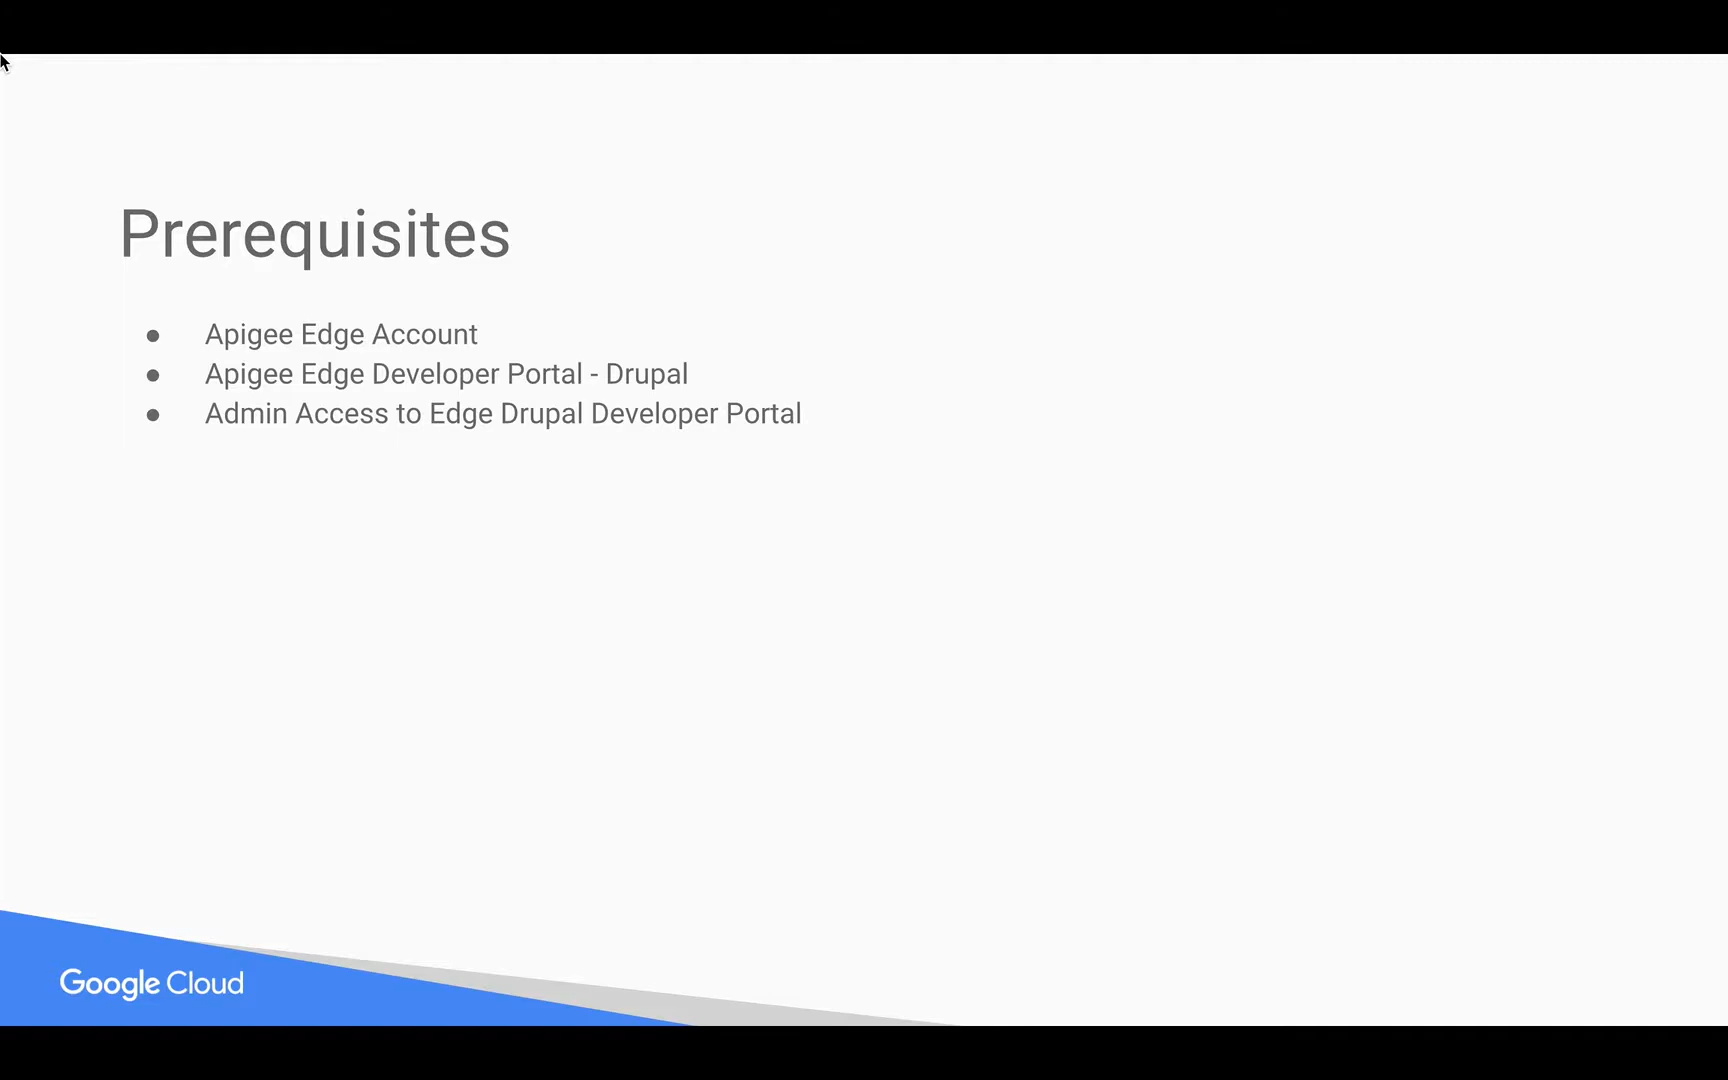 Prerequisites
● Apigee Edge Account
● Apigee Edge Developer Portal - Drupal
● Admin Access to Edge Drupal Developer Portal
Google Cloud